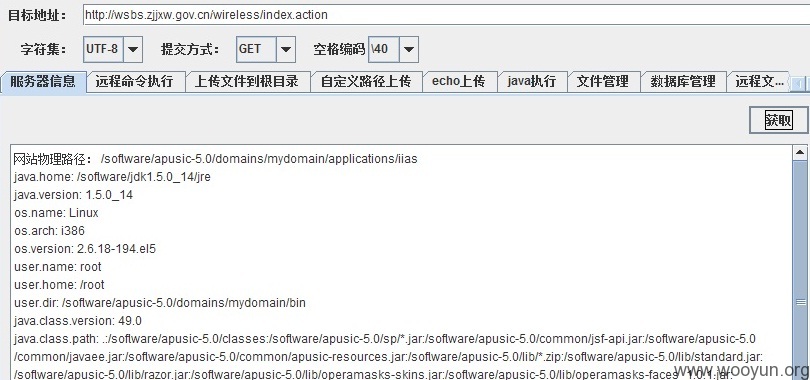 目标地址： http://wsbs.zjjxw.gov.cn/wireless/index.action
字符集： UTF-8 提交方式： GET 空格编码 \40
服务器信息 远程命令执行 上传文件到根目录 自定义路径上传 echo上传 java执行 文件管理 数据库管理 远程文...
获取
网站物理路径： /software/apusic-5.0/domains/mydomain/applications/iias
java.home: /software/jdk1.5.0_14/jre
java.version: 1.5.0_14
os.name: Linux
os.arch: i386
os.version: 2.6.18-194.el5
user.name: root
user.home: /root
user.dir: /software/apusic-5.0/domains/mydomain/bin
java.class.version: 49.0
java.class.path: .:/software/apusic-5.0/classes:/software/apusic-5.0/sp/*.jar:/software/apusic-5.0/common/jsf-api.jar:/software/apusic-5.0
/common/javaee.jar:/software/apusic-5.0/common/apusic-resources.jar:/software/apusic-5.0/lib/*.zip:/software/apusic-5.0/lib/standard.jar:
/software/apusic-5.0/lib/razor.jar:/software/apusic-5.0/lib/operamasks-skins.jar:/software/apusic-5.0/lib/operamasks-faces-1.0.1.jar:
www.wooyun.org